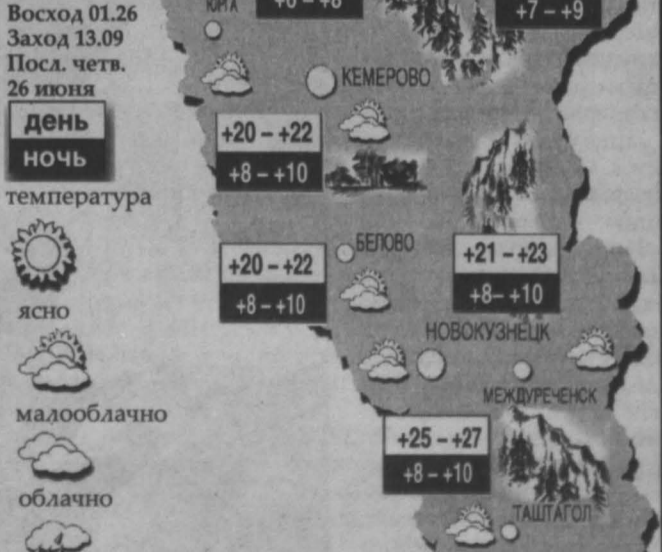 Восход 01.26
Заход 13.09
Посл. четв.
26 июня
день
ночь
температура
ясно
малооблачно
облачно
ЮРГА
+7 – +9
КЕМЕРОВО
+20 – +22
+8 – +10
БЕЛОВО
+20 – +22
+8 – +10
+21 – +23
+8– +10
НОВОКУЗНЕЦК
МЕЖДУРЕЧЕНСК
+25 – +27
+8 – +10
ТАШТАГОЛ